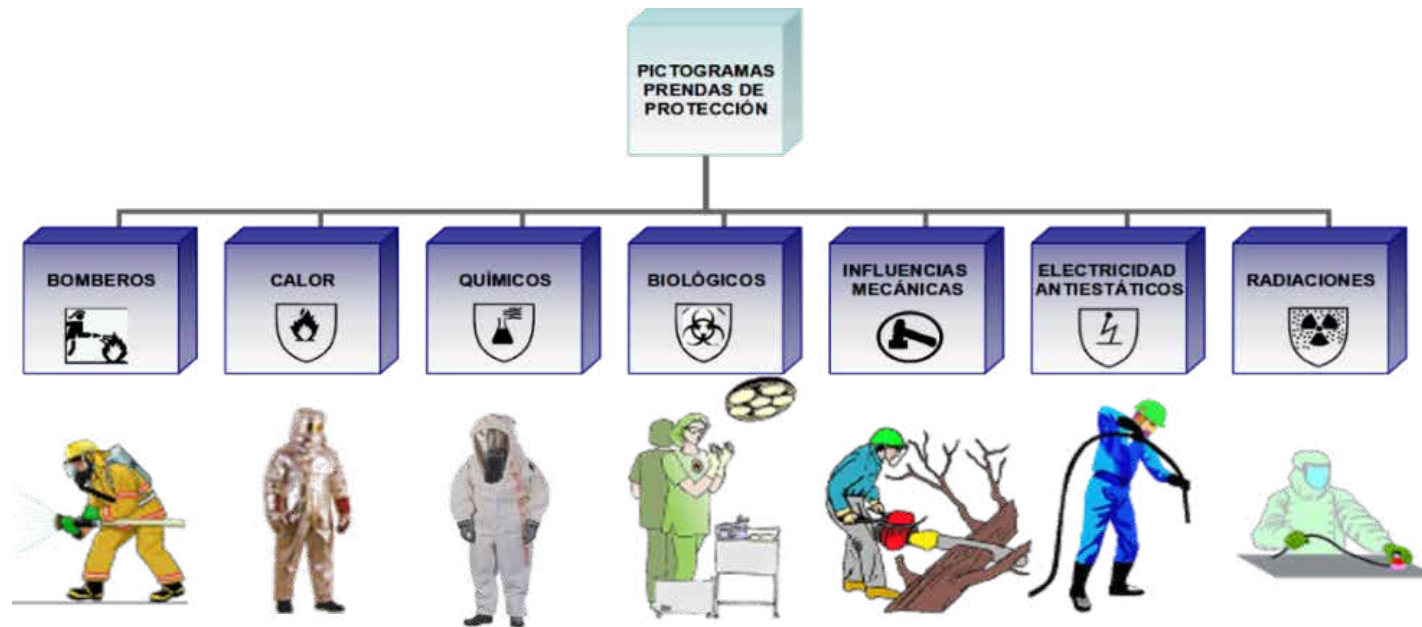 PICTOGRAMAS
PRENDAS DE
PROTECCIÓN
BOMBEROS
CALOR
QUÍMICOS
BIOLÓGICOS
INFLUENCIAS
MECÁNICAS
ELECTRICIDAD
ANTIESTÁTICOS
RADIACIONES